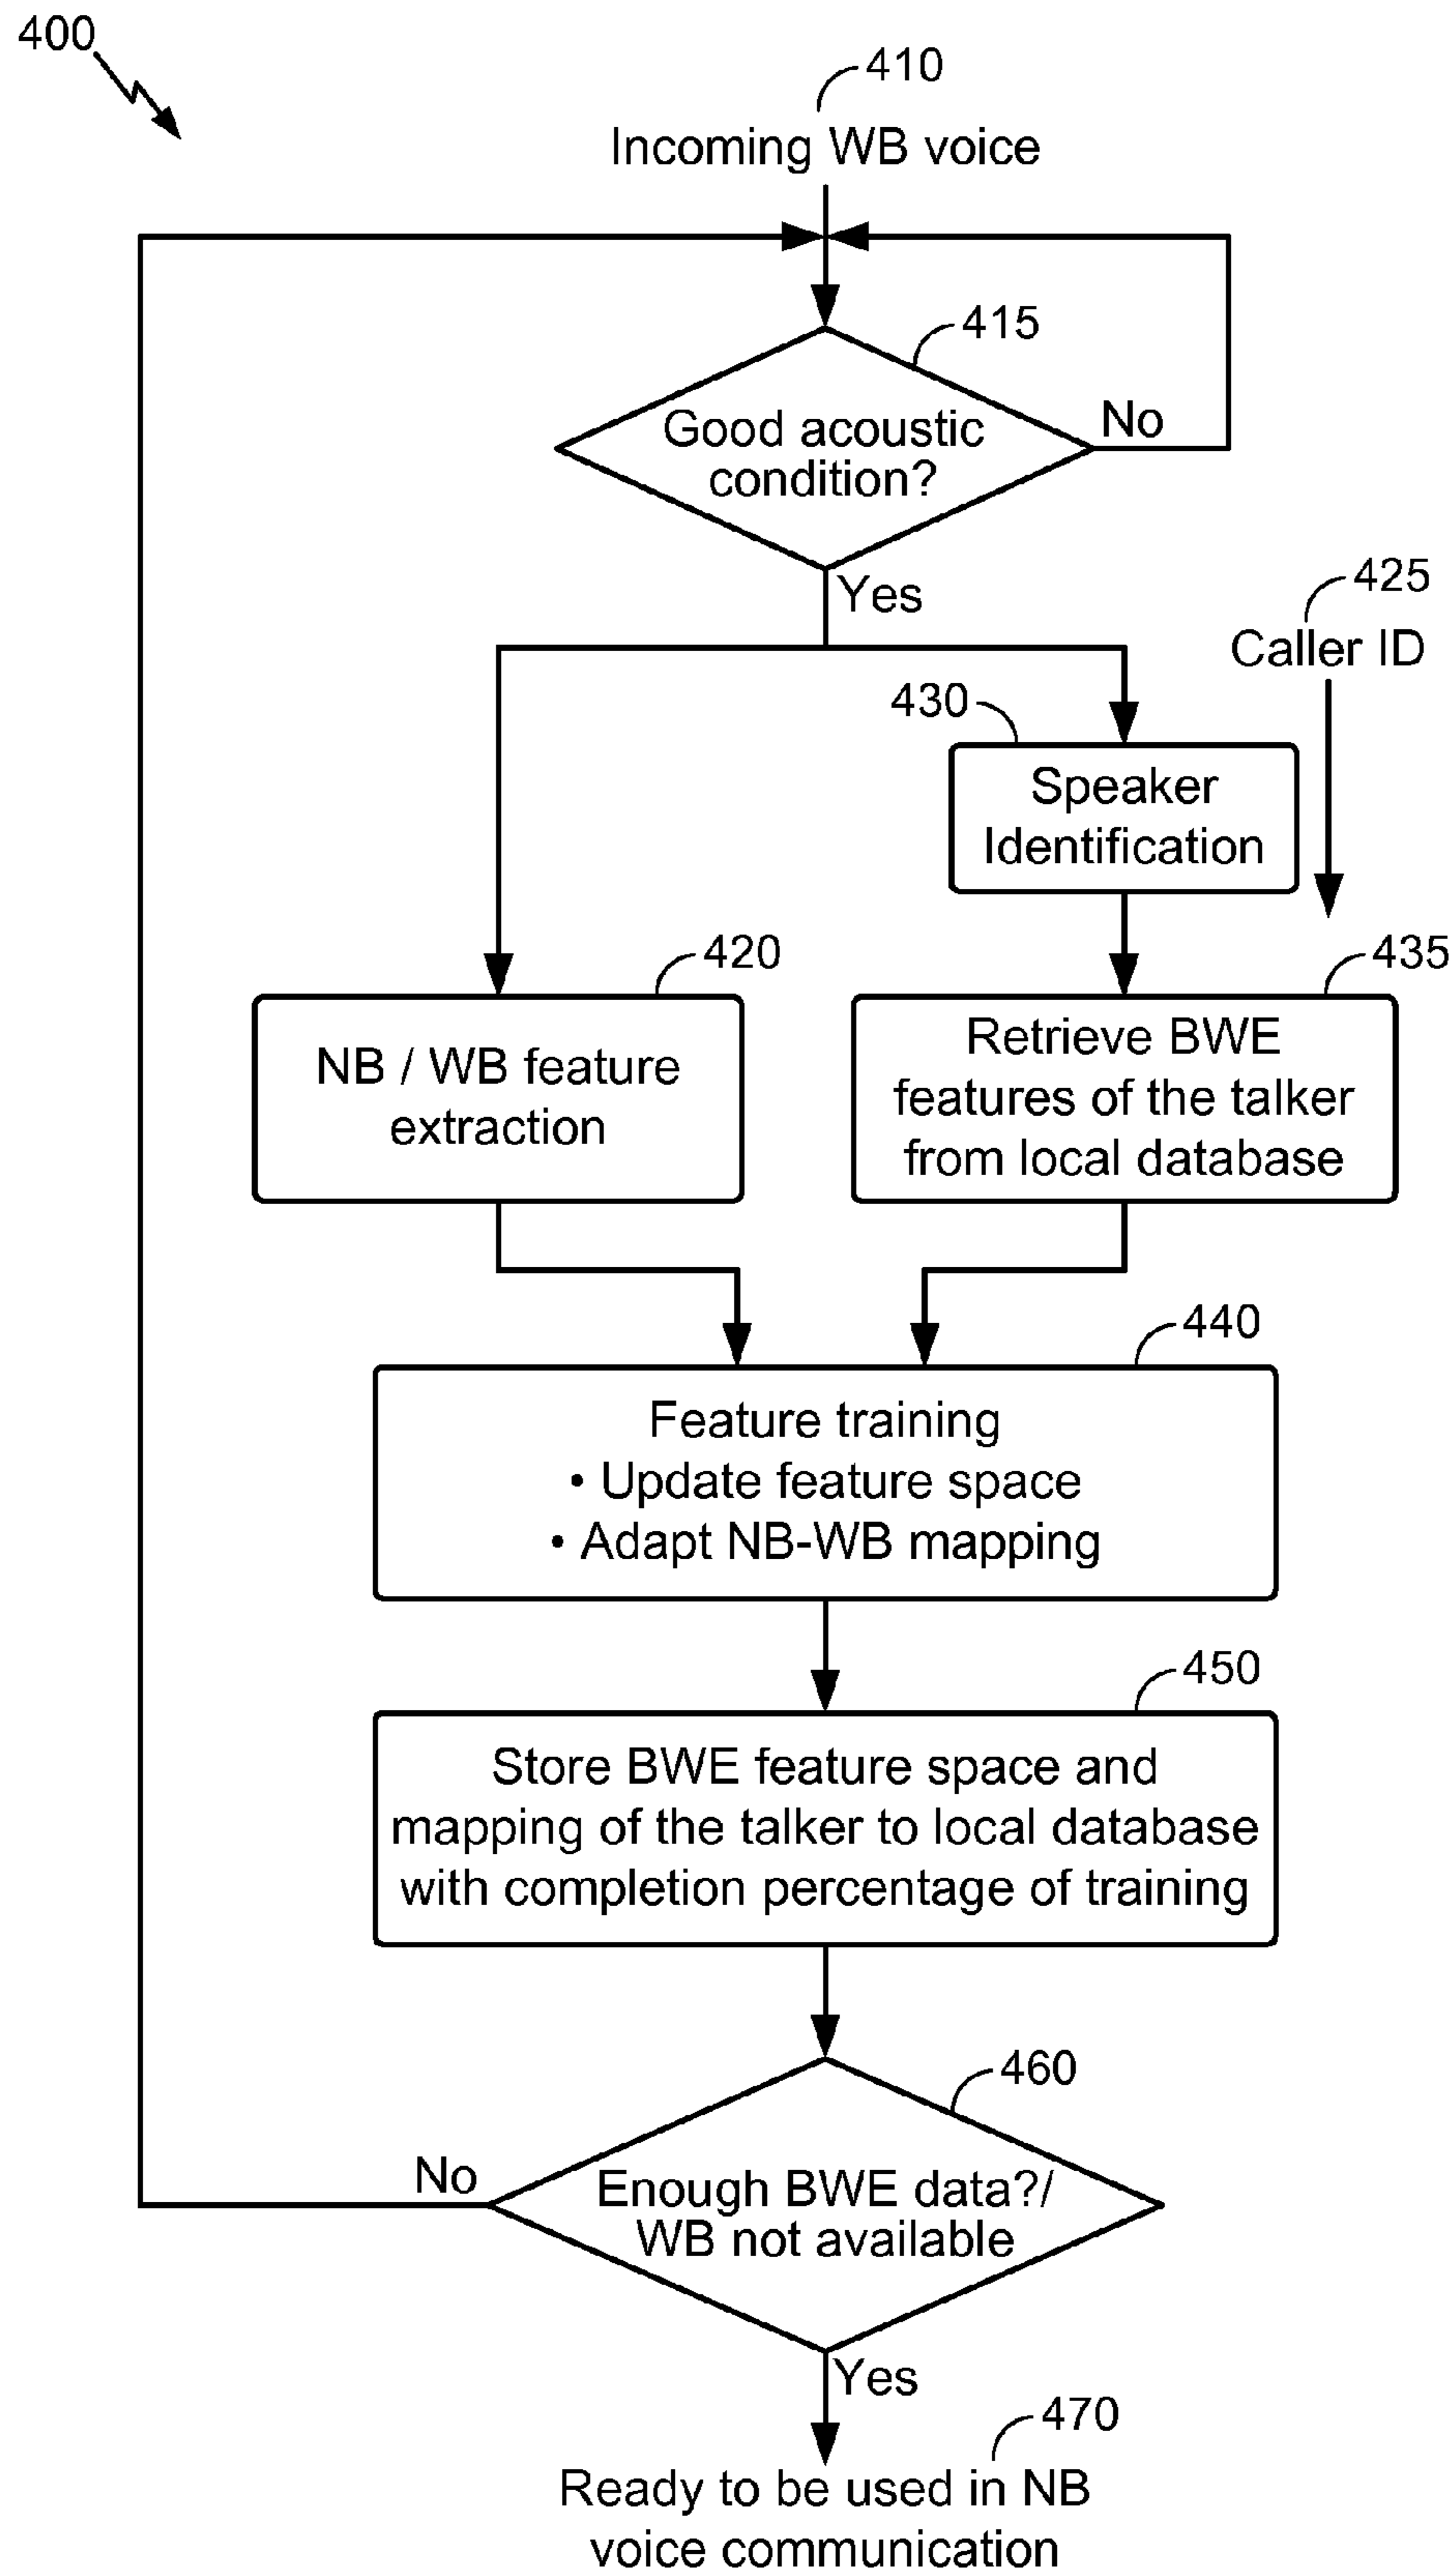 400
410
Incoming WB voice
415
Good acoustic
condition?
No
Yes
425
Caller ID
430
Speaker
Identification
420
NB / WB feature
extraction
435
Retrieve BWE
features of the talker
from local database
440
Feature training
• Update feature space
• Adapt NB-WB mapping
450
Store BWE feature space and
mapping of the talker to local database
with completion percentage of training
460
No
Enough BWE data?/
WB not available
Yes
470
Ready to be used in NB
voice communication